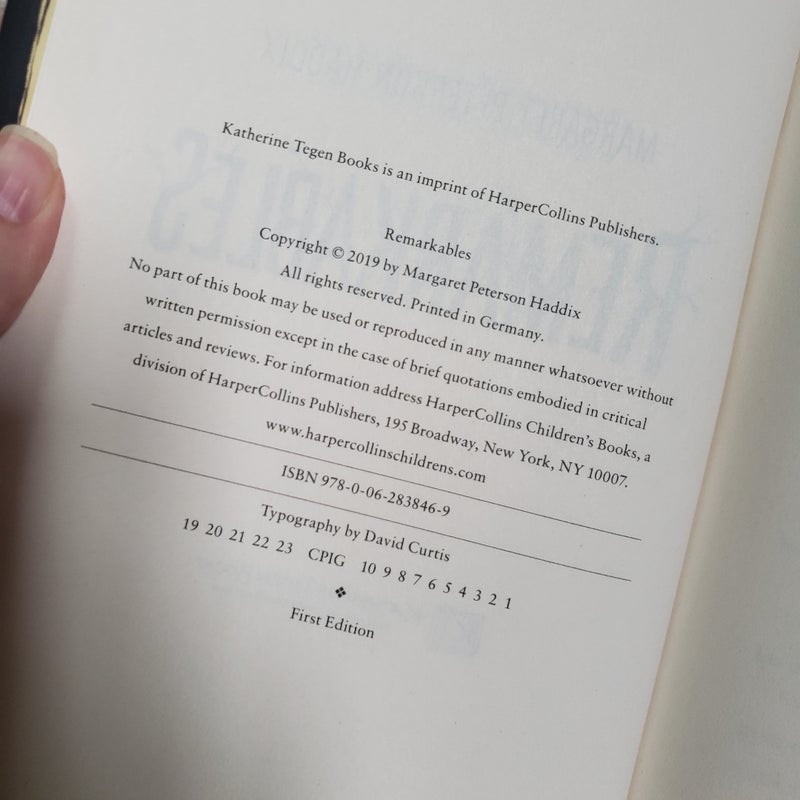 Katherine Tegen Books is an imprint of HarperCollins Publishers.
Remarkables
Copyright © 2019 by Margaret Peterson Haddix
All rights reserved. Printed in Germany.
No part of this book may be used or reproduced in any manner whatsoever without
written permission except in the case of brief quotations embodied in critical
articles and reviews. For information address HarperCollins Children's Books, a
division of HarperCollins Publishers, 195 Broadway, New York, NY 10007.
www.harpercollinschildrens.com
ISBN 978-0-06-283846-9
Typography by David Curtis
19 20 21 22 23 CPIG 10 9 8 7 6 5 4 3 2 1
❖
First Edition